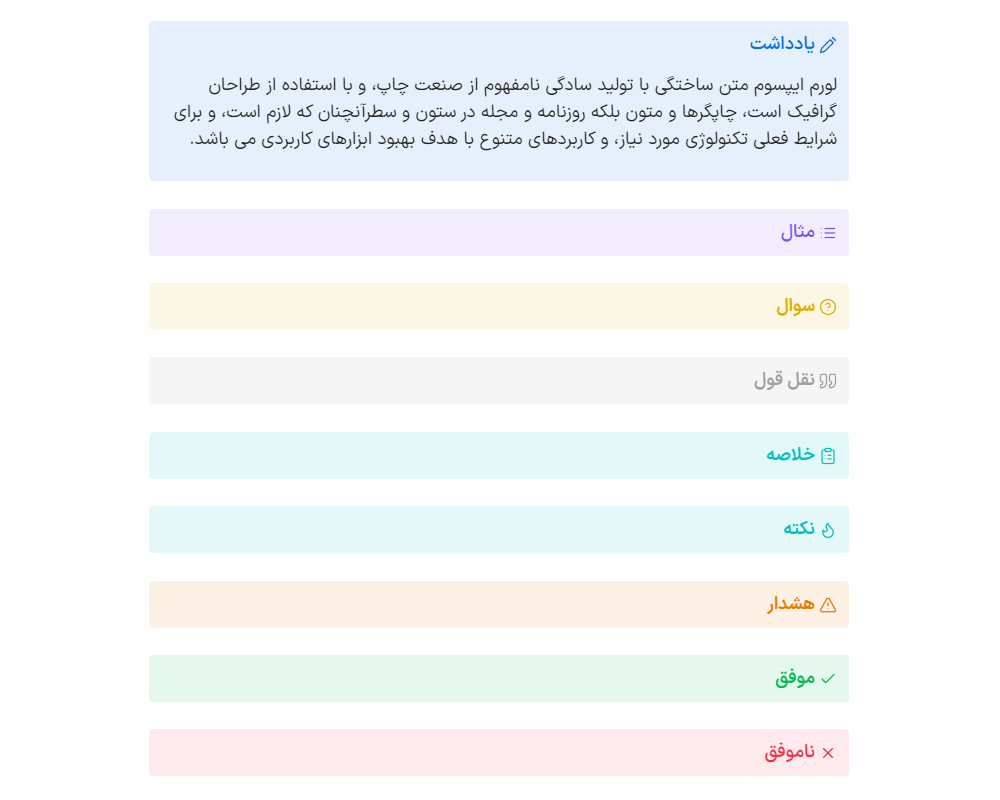 یادداشت
لورم ایپسوم متن ساختگی با تولید سادگی نامفهوم از صنعت چاپ، و با استفاده از طراحان
گرافیک است، چاپگرها و متون بلکه روزنامه و مجله در ستون و سطرآنچنان که لازم است، و برای
شرایط فعلی تکنولوژی مورد نیاز، و کاربردهای متنوع با هدف بهبود ابزارهای کاربردی می باشد.
مثال
سوال
نقل قول
خلاصه
نکته
هشدار
موفق
ناموفق